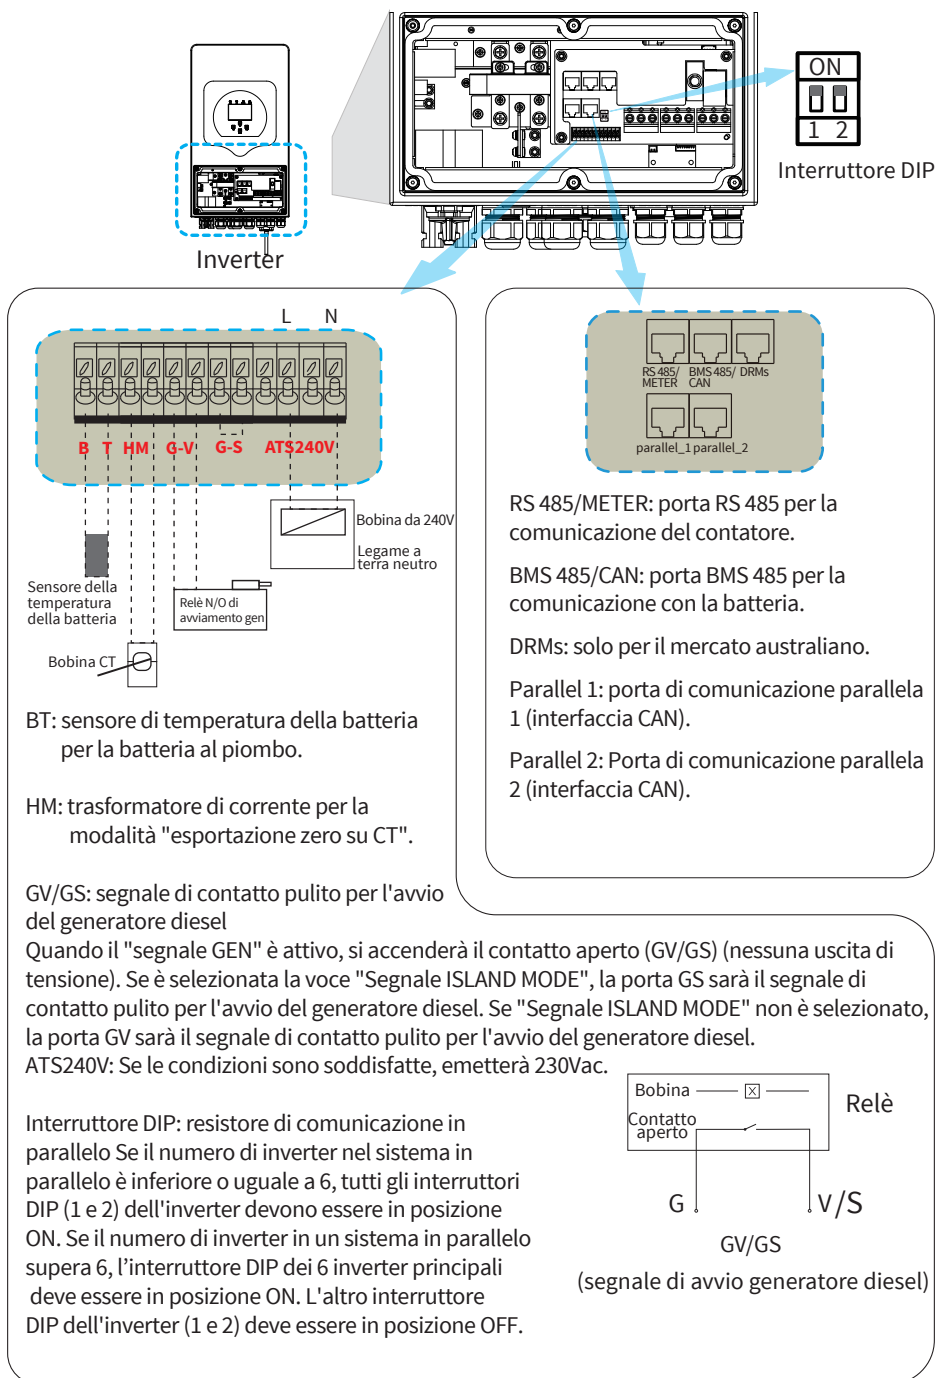 ON
1 2
Interruttore DIP
Inverter
L N
B T HM G-V G-S ATS240V
Bobina da 240V
Legame a
terra neutro
Sensore della
temperatura
della batteria
Relè N/O di
avviamento gen
Bobina CT
BT: sensore di temperatura della batteria
per la batteria al piombo.
HM: trasformatore di corrente per la
modalità "esportazione zero su CT".
RS 485/ BMS 485/ DRMs
METER CAN
parallel_1 parallel_2
RS 485/METER: porta RS 485 per la
comunicazione del contatore.
BMS 485/CAN: porta BMS 485 per la
comunicazione con la batteria.
DRMs: solo per il mercato australiano.
Parallel 1: porta di comunicazione parallela
1 (interfaccia CAN).
Parallel 2: Porta di comunicazione parallela
2 (interfaccia CAN).
GV/GS: segnale di contatto pulito per l'avvio
del generatore diesel
Quando il "segnale GEN" è attivo, si accenderà il contatto aperto (GV/GS) (nessuna uscita di
tensione). Se è selezionata la voce "Segnale ISLAND MODE", la porta GS sarà il segnale di
contatto pulito per l'avvio del generatore diesel. Se "Segnale ISLAND MODE" non è selezionato,
la porta GV sarà il segnale di contatto pulito per l'avvio del generatore diesel.
ATS240V: Se le condizioni sono soddisfatte, emetterà 230Vac.
Interruttore DIP: resistore di comunicazione in
parallelo Se il numero di inverter nel sistema in
parallelo è inferiore o uguale a 6, tutti gli interruttori
DIP (1 e 2) dell'inverter devono essere in posizione
ON. Se il numero di inverter in un sistema in parallelo
supera 6, l’interruttore DIP dei 6 inverter principali
deve essere in posizione ON. L'altro interruttore
DIP dell'inverter (1 e 2) deve essere in posizione OFF.
Bobina X
Relè
Contatto
aperto
G V/S
GV/GS
(segnale di avvio generatore diesel)